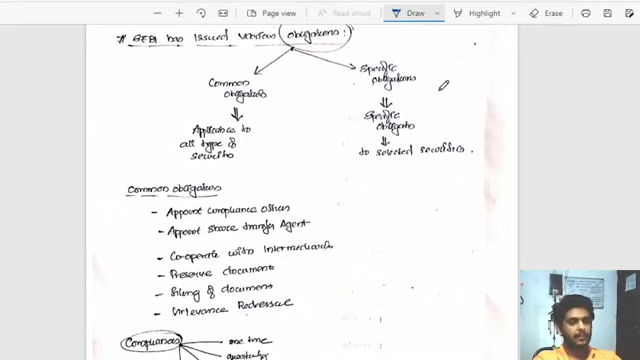 Page view
Read aloud
Draw
Highlight
Erase
# SEBI has Issued various obligations:
Common obligations
Specific obligations
Applicable to all type of securities
Specific
to selected securities.
Common obligations
- Appoint compliance officer
- Appoint share transfer Agent
- Co-operate with Intermediaries
- Preserve documents
- filing of documents
- Grievance Redressal
Compliances
one time
quarterly